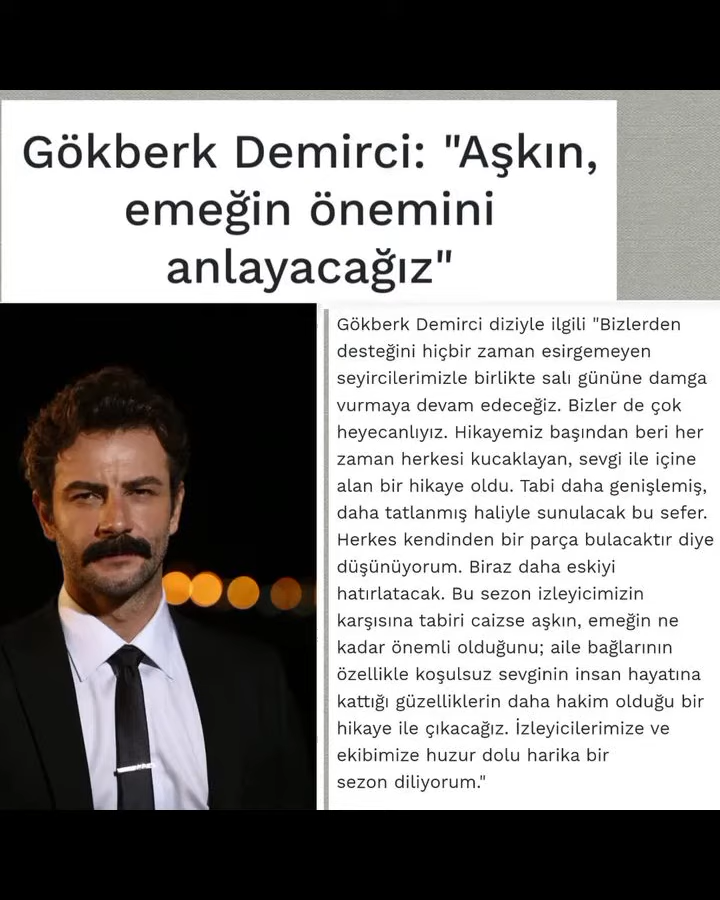 Gökberk Demirci: "Aşkın,
emeğin önemini
anlayacağız"
Gökberk Demirci diziyle ilgili "Bizlerden
desteğini hiçbir zaman esirgemeyen
seyircilerimizle birlikte salı gününe damga
vurmaya devam edeceğiz. Bizler de çok
heyecanlıyız. Hikayemiz başından beri her
zaman herkesi kucaklayan, sevgi ile içine
alan bir hikaye oldu. Tabi daha genişlemiş,
daha tatlanmış haliyle sunulacak bu sefer.
Herkes kendinden bir parça bulacaktır diye
düşünüyorum. Biraz daha eskiyi
hatırlatacak. Bu sezon izleyicimizin
karşısına tabiri caizse aşkın, emeğin ne
kadar önemli olduğunu; aile bağlarının
özellikle koşulsuz sevginin insan hayatına
kattığı güzelliklerin daha hakim olduğu bir
hikaye ile çıkacağız. İzleyicilerimize ve
ekibimize huzur dolu harika bir
sezon diliyorum."